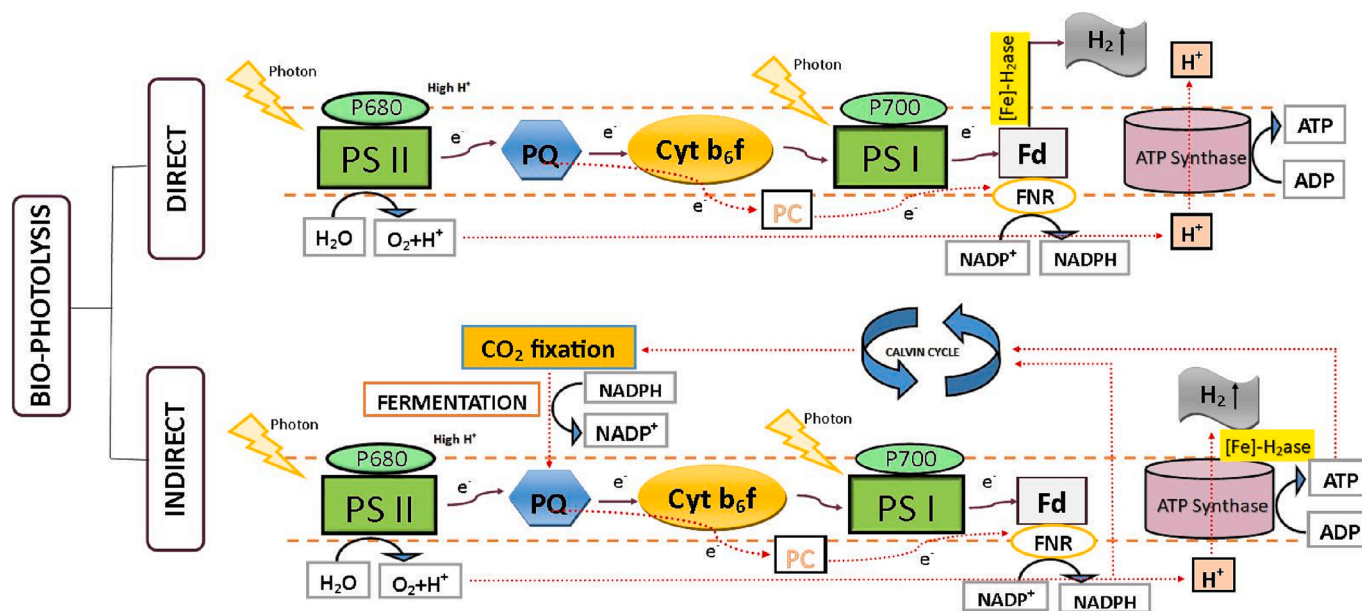 BIO-PHOTOLYSIS
DIRECT
Photon
P680
High H⁺
PS II
e⁻
PQ
e⁻
Cyt b₆f
Photon
P700
PS I
e⁻
[Fe]-H₂ase
H₂↑
Fd
FNR
e⁻
PC
e⁻
H₂O
O₂+H⁺
NADP⁺
NADPH
H⁺
ATP Synthase
H⁺
ATP
ADP
INDIRECT
CO₂ fixation
FERMENTATION
NADPH
NADP⁺
CALVIN CYCLE
Photon
P680
High H⁺
PS II
e⁻
PQ
e⁻
Cyt b₆f
Photon
P700
PS I
e⁻
Fd
FNR
e⁻
PC
e⁻
H₂O
O₂+H⁺
NADP⁺
NADPH
H₂↑
[Fe]-H₂ase
ATP Synthase
H⁺
ATP
ADP